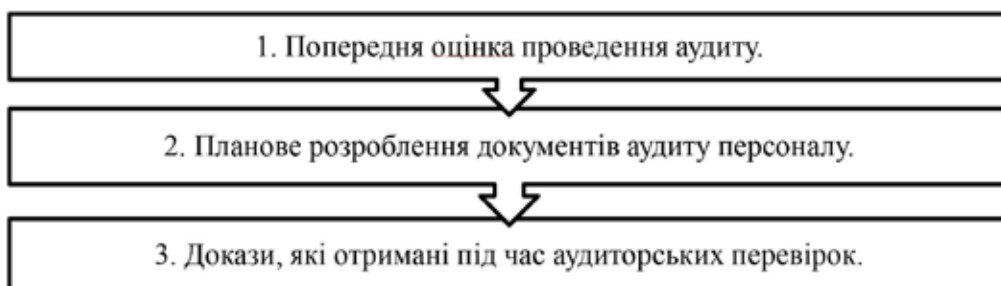 1. Попередня оцінка проведення аудиту.
2. Планове розроблення документів аудиту персоналу.
3. Докази, які отримані під час аудиторських перевірок.